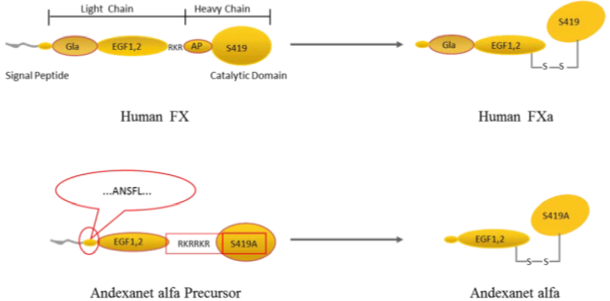 Light Chain Heavy Chain
Gla EGF1,2 RKR AP S419
Signal Peptide Catalytic Domain
Human FX
S419
Gla EGF1,2
S S
Human FXa
...ANSFL...
EGF1,2 RKRRKR S419A
Andexanet alfa Precursor
S419A
EGF1,2
S S
Andexanet alfa